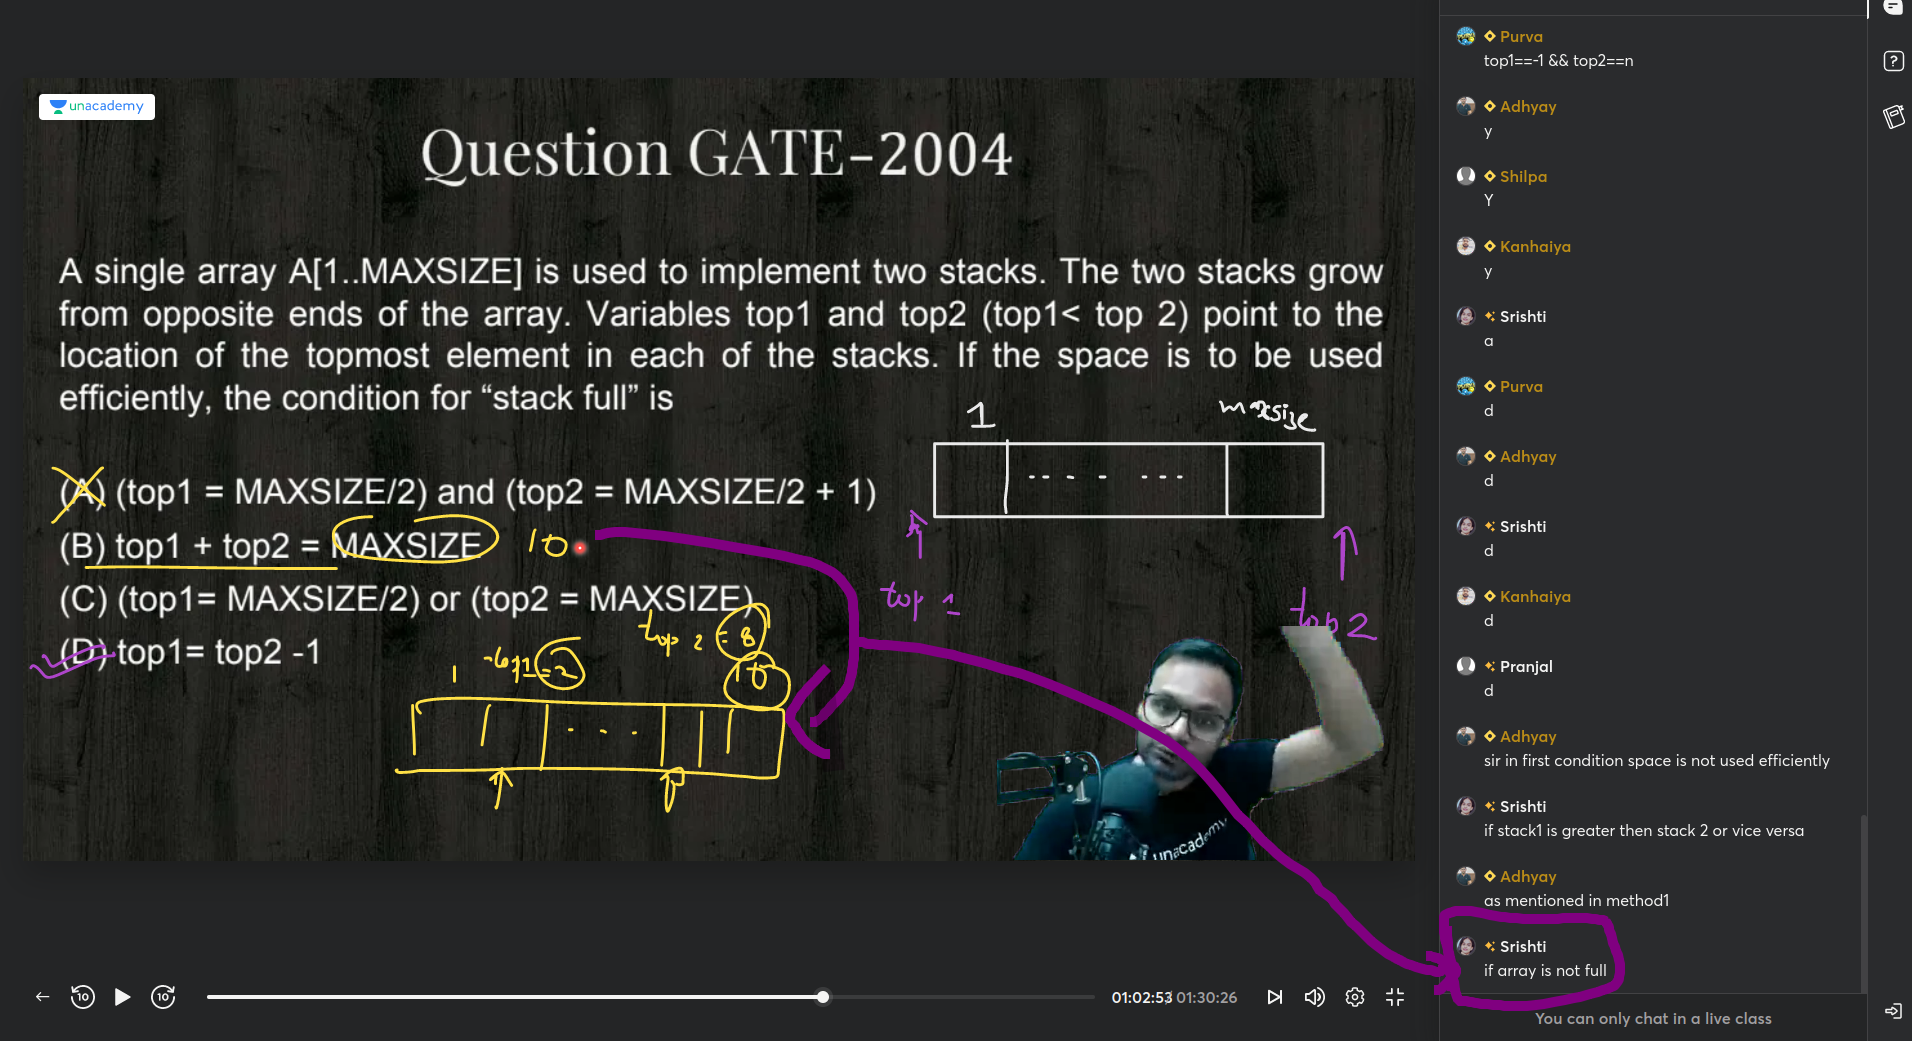 unacademy
Question GATE-2004
A single array A[1..MAXSIZE] is used to implement two stacks. The two stacks grow
from opposite ends of the array. Variables top1 and top2 (top1< top 2) point to the
location of the topmost element in each of the stacks. If the space is to be used
efficiently, the condition for “stack full” is
1 maxsize
(A) (top1 = MAXSIZE/2) and (top2 = MAXSIZE/2 + 1)
(B) top1 + top2 = MAXSIZE 10
(C) (top1= MAXSIZE/2) or (top2 = MAXSIZE)
(D) top1= top2 -1
top 1
top 2
top 2 = 8
1 top1=2 10
unacademy
10
10
01:02:53 / 01:30:26
Purva
top1==-1 && top2==n
Adhyay
y
Shilpa
Y
Kanhaiya
y
Srishti
a
Purva
d
Adhyay
d
Srishti
d
Kanhaiya
d
Pranjal
d
Adhyay
sir in first condition space is not used efficiently
Srishti
if stack1 is greater then stack 2 or vice versa
Adhyay
as mentioned in method1
Srishti
if array is not full
You can only chat in a live class